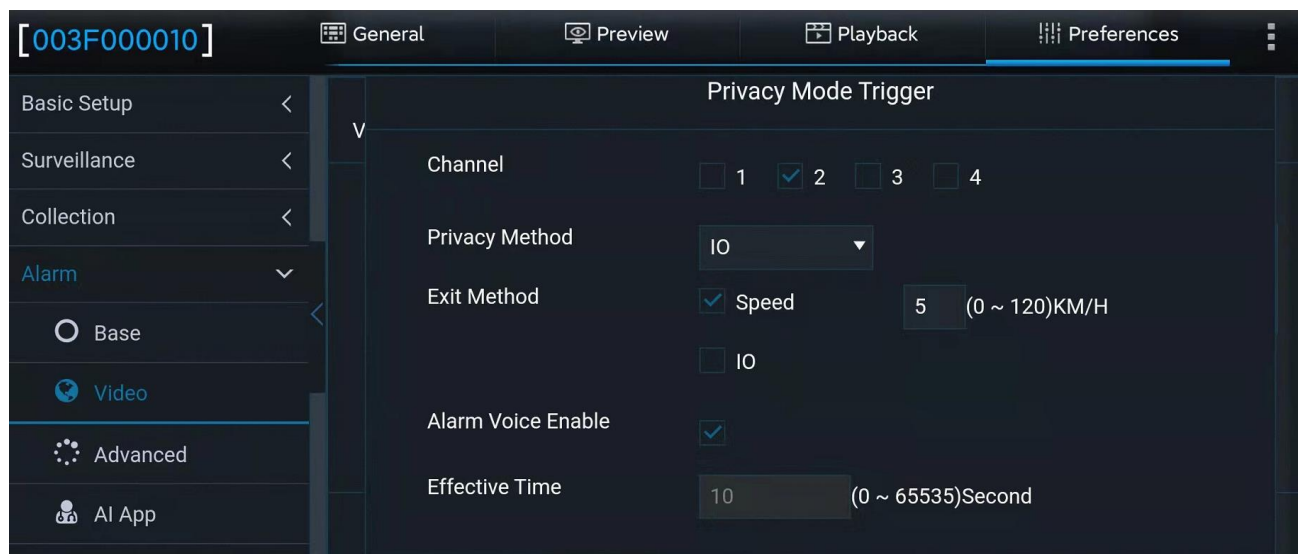 [003F000010]
General
Preview
Playback
Preferences
Basic Setup
Surveillance
Collection
Alarm
Base
Video
Advanced
AI App
V
Privacy Mode Trigger
Channel
1 2 3 4
Privacy Method
IO
Exit Method
Speed 5 (0 ~ 120)KM/H
IO
Alarm Voice Enable
Effective Time
10 (0 ~ 65535)Second